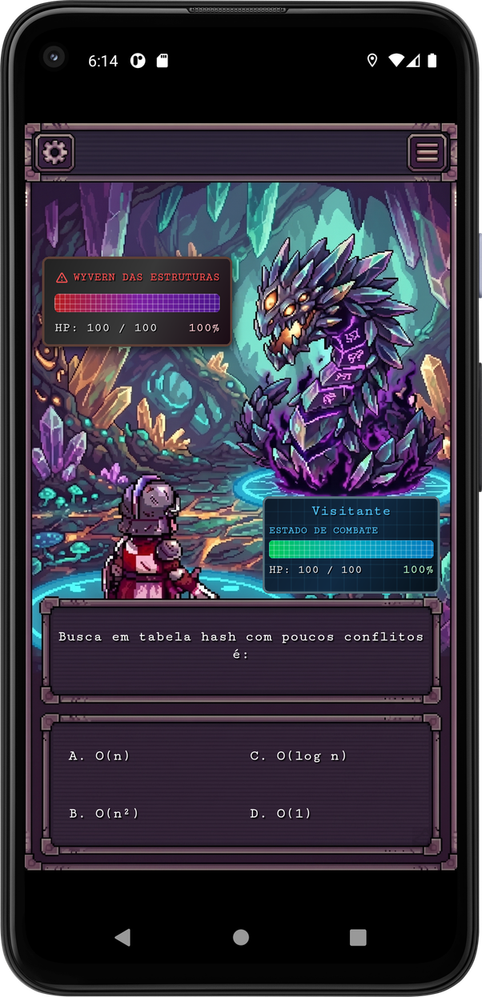 6:14
WYVERN DAS ESTRUTURAS
HP: 100 / 100 100%
Visitante
ESTADO DE COMBATE
HP: 100 / 100 100%
Busca em tabela hash com poucos conflitos
é:
A. O(n)
C. O(log n)
B. O(n²)
D. O(1)